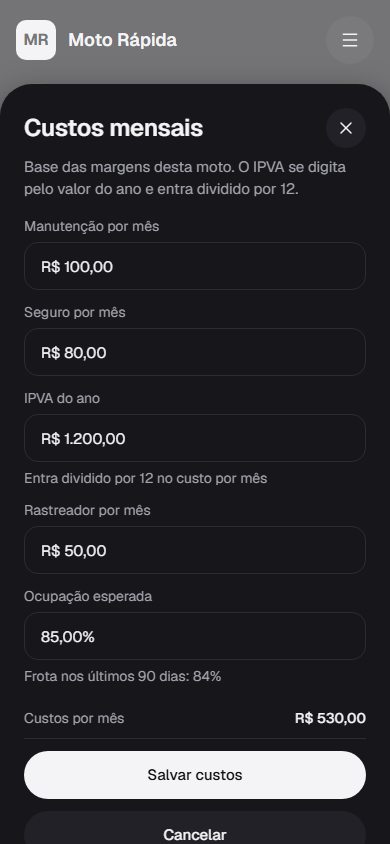 MR
Moto Rápida
Custos mensais
Base das margens desta moto. O IPVA se digita
pelo valor do ano e entra dividido por 12.
Manutenção por mês
R$ 100,00
Seguro por mês
R$ 80,00
IPVA do ano
R$ 1.200,00
Entra dividido por 12 no custo por mês
Rastreador por mês
R$ 50,00
Ocupação esperada
85,00%
Frota nos últimos 90 dias: 84%
Custos por mês
R$ 530,00
Salvar custos
Cancelar